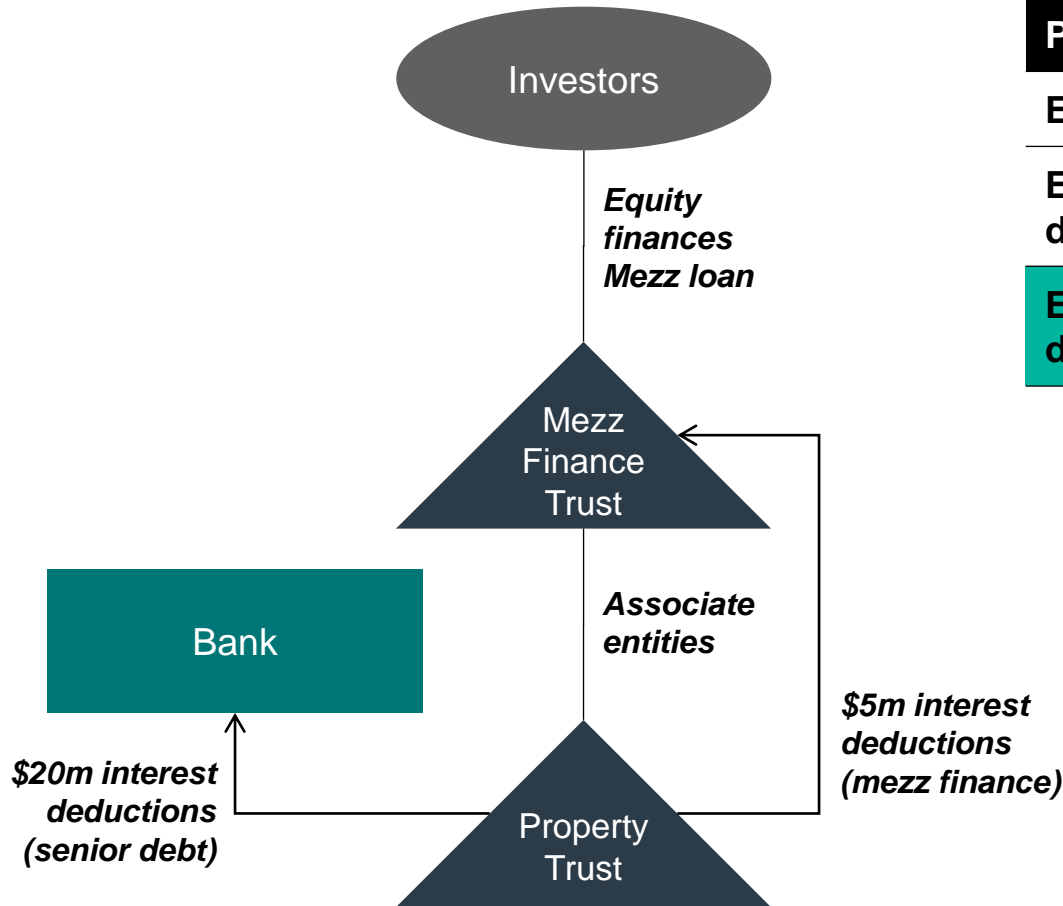 Investors
Equity
finances
Mezz loan
Mezz
Finance
Trust
Associate
entities
Bank
$5m interest
deductions
(mezz finance)
$20m interest
deductions
(senior debt)
Property
Trust